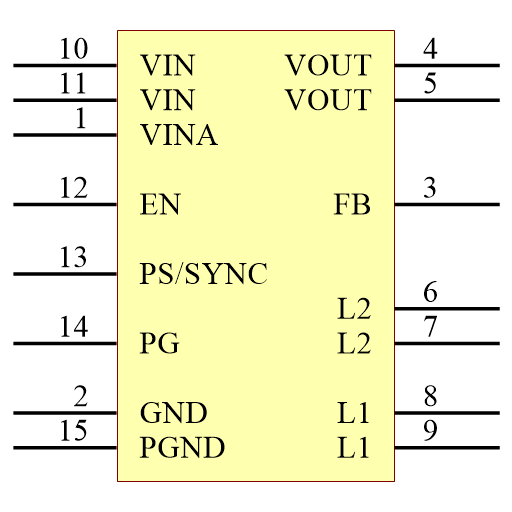 10 VIN VOUT 4
11 VIN VOUT 5
1 VINA
12 EN FB 3
13 PS/SYNC
L2 6
14 PG L2 7
2 GND L1 8
15 PGND L1 9